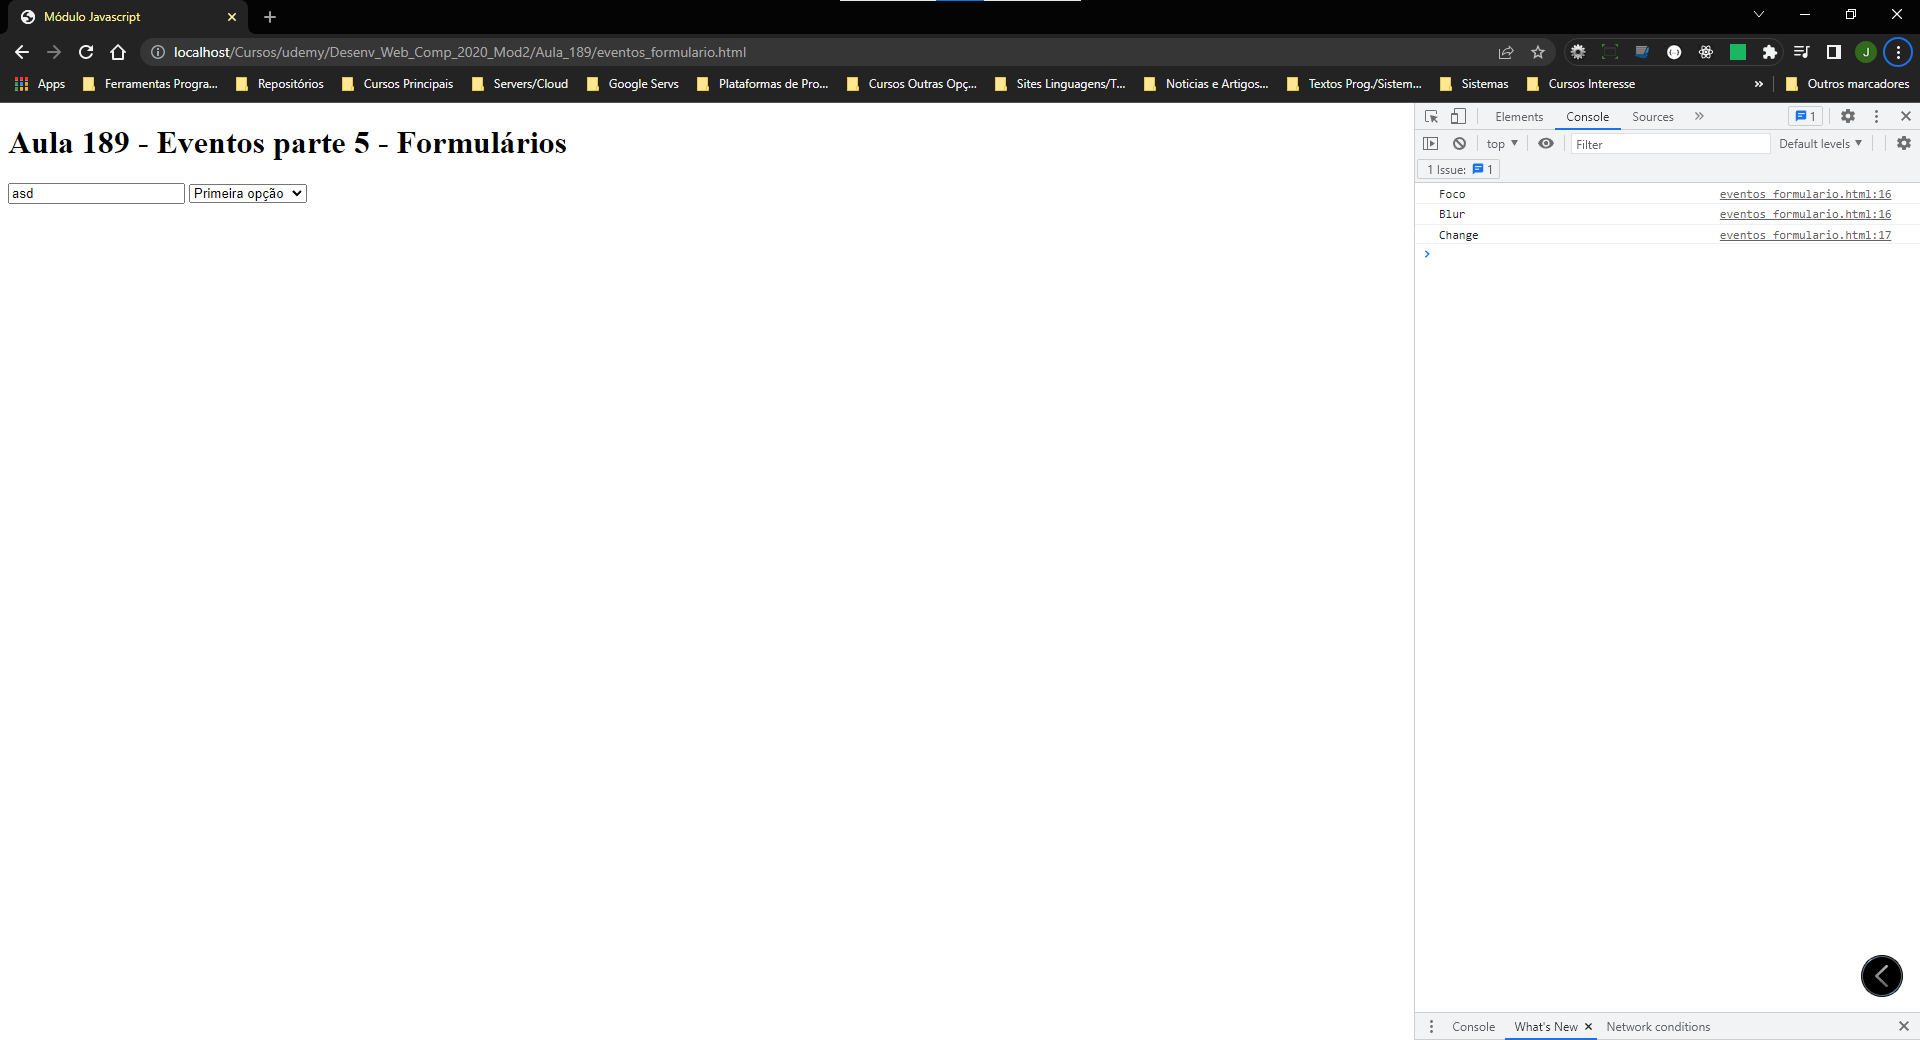 Módulo Javascript
localhost/Cursos/udemy/Desenv_Web_Comp_2020_Mod2/Aula_189/eventos_formulario.html
J
Apps Ferramentas Progra... Repositórios Cursos Principais Servers/Cloud Google Servs Plataformas de Pro... Cursos Outras Opç... Sites Linguagens/T... Noticias e Artigos... Textos Prog./Sistem... Sistemas Cursos Interesse » Outros marcadores
Aula 189 - Eventos parte 5 - Formulários
asd Primeira opção
Elements Console Sources » 1
top Filter Default levels
1 Issue: 1
Foco eventos_formulario.html:16
Blur eventos_formulario.html:16
Change eventos_formulario.html:17
Console What's New Network conditions